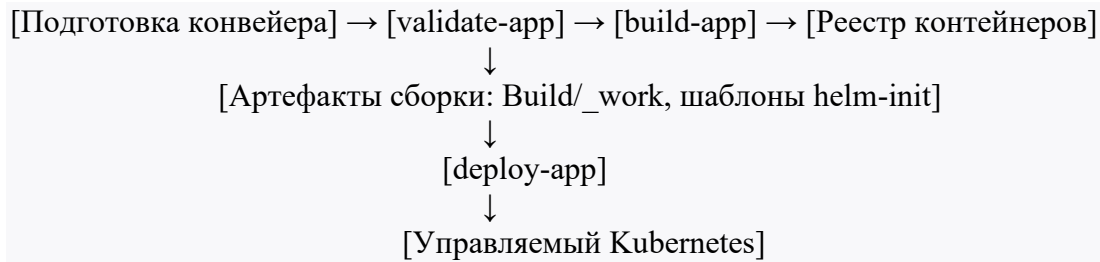 [Подготовка конвейера] → [validate-app] → [build-app] → [Реестр контейнеров]
↓
[Артефакты сборки: Build/_work, шаблоны helm-init]
↓
[deploy-app]
↓
[Управляемый Kubernetes]